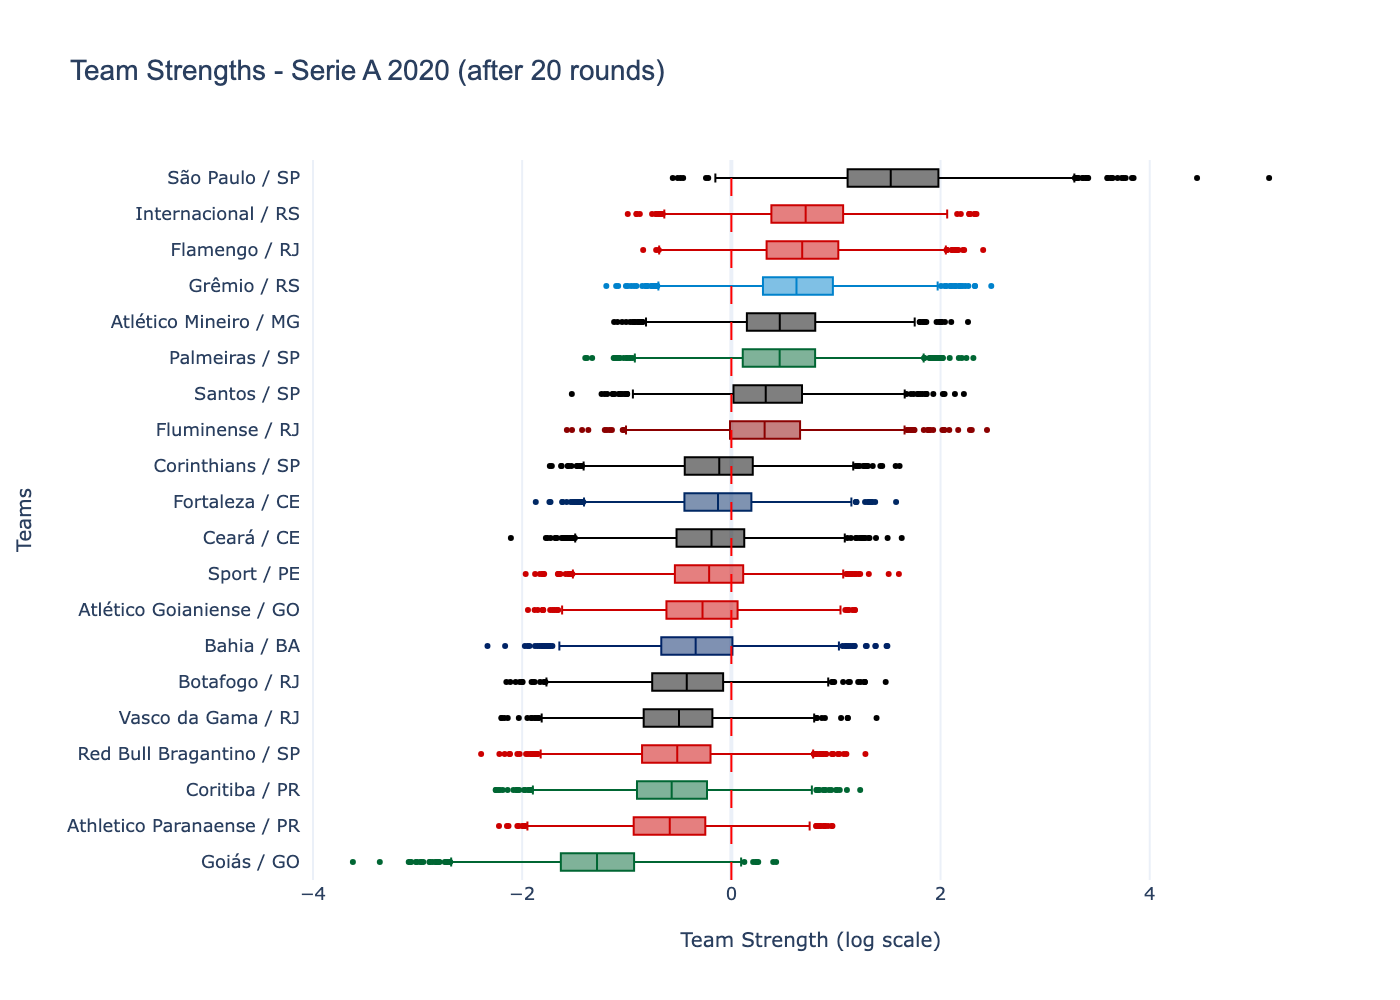 Team Strengths - Serie A 2020 (after 20 rounds)
São Paulo / SP
Internacional / RS
Flamengo / RJ
Grêmio / RS
Atlético Mineiro / MG
Palmeiras / SP
Santos / SP
Fluminense / RJ
Corinthians / SP
Fortaleza / CE
Ceará / CE
Sport / PE
Atlético Goianiense / GO
Bahia / BA
Botafogo / RJ
Vasco da Gama / RJ
Red Bull Bragantino / SP
Coritiba / PR
Athletico Paranaense / PR
Goiás / GO
Teams
−4 −2 0 2 4
Team Strength (log scale)